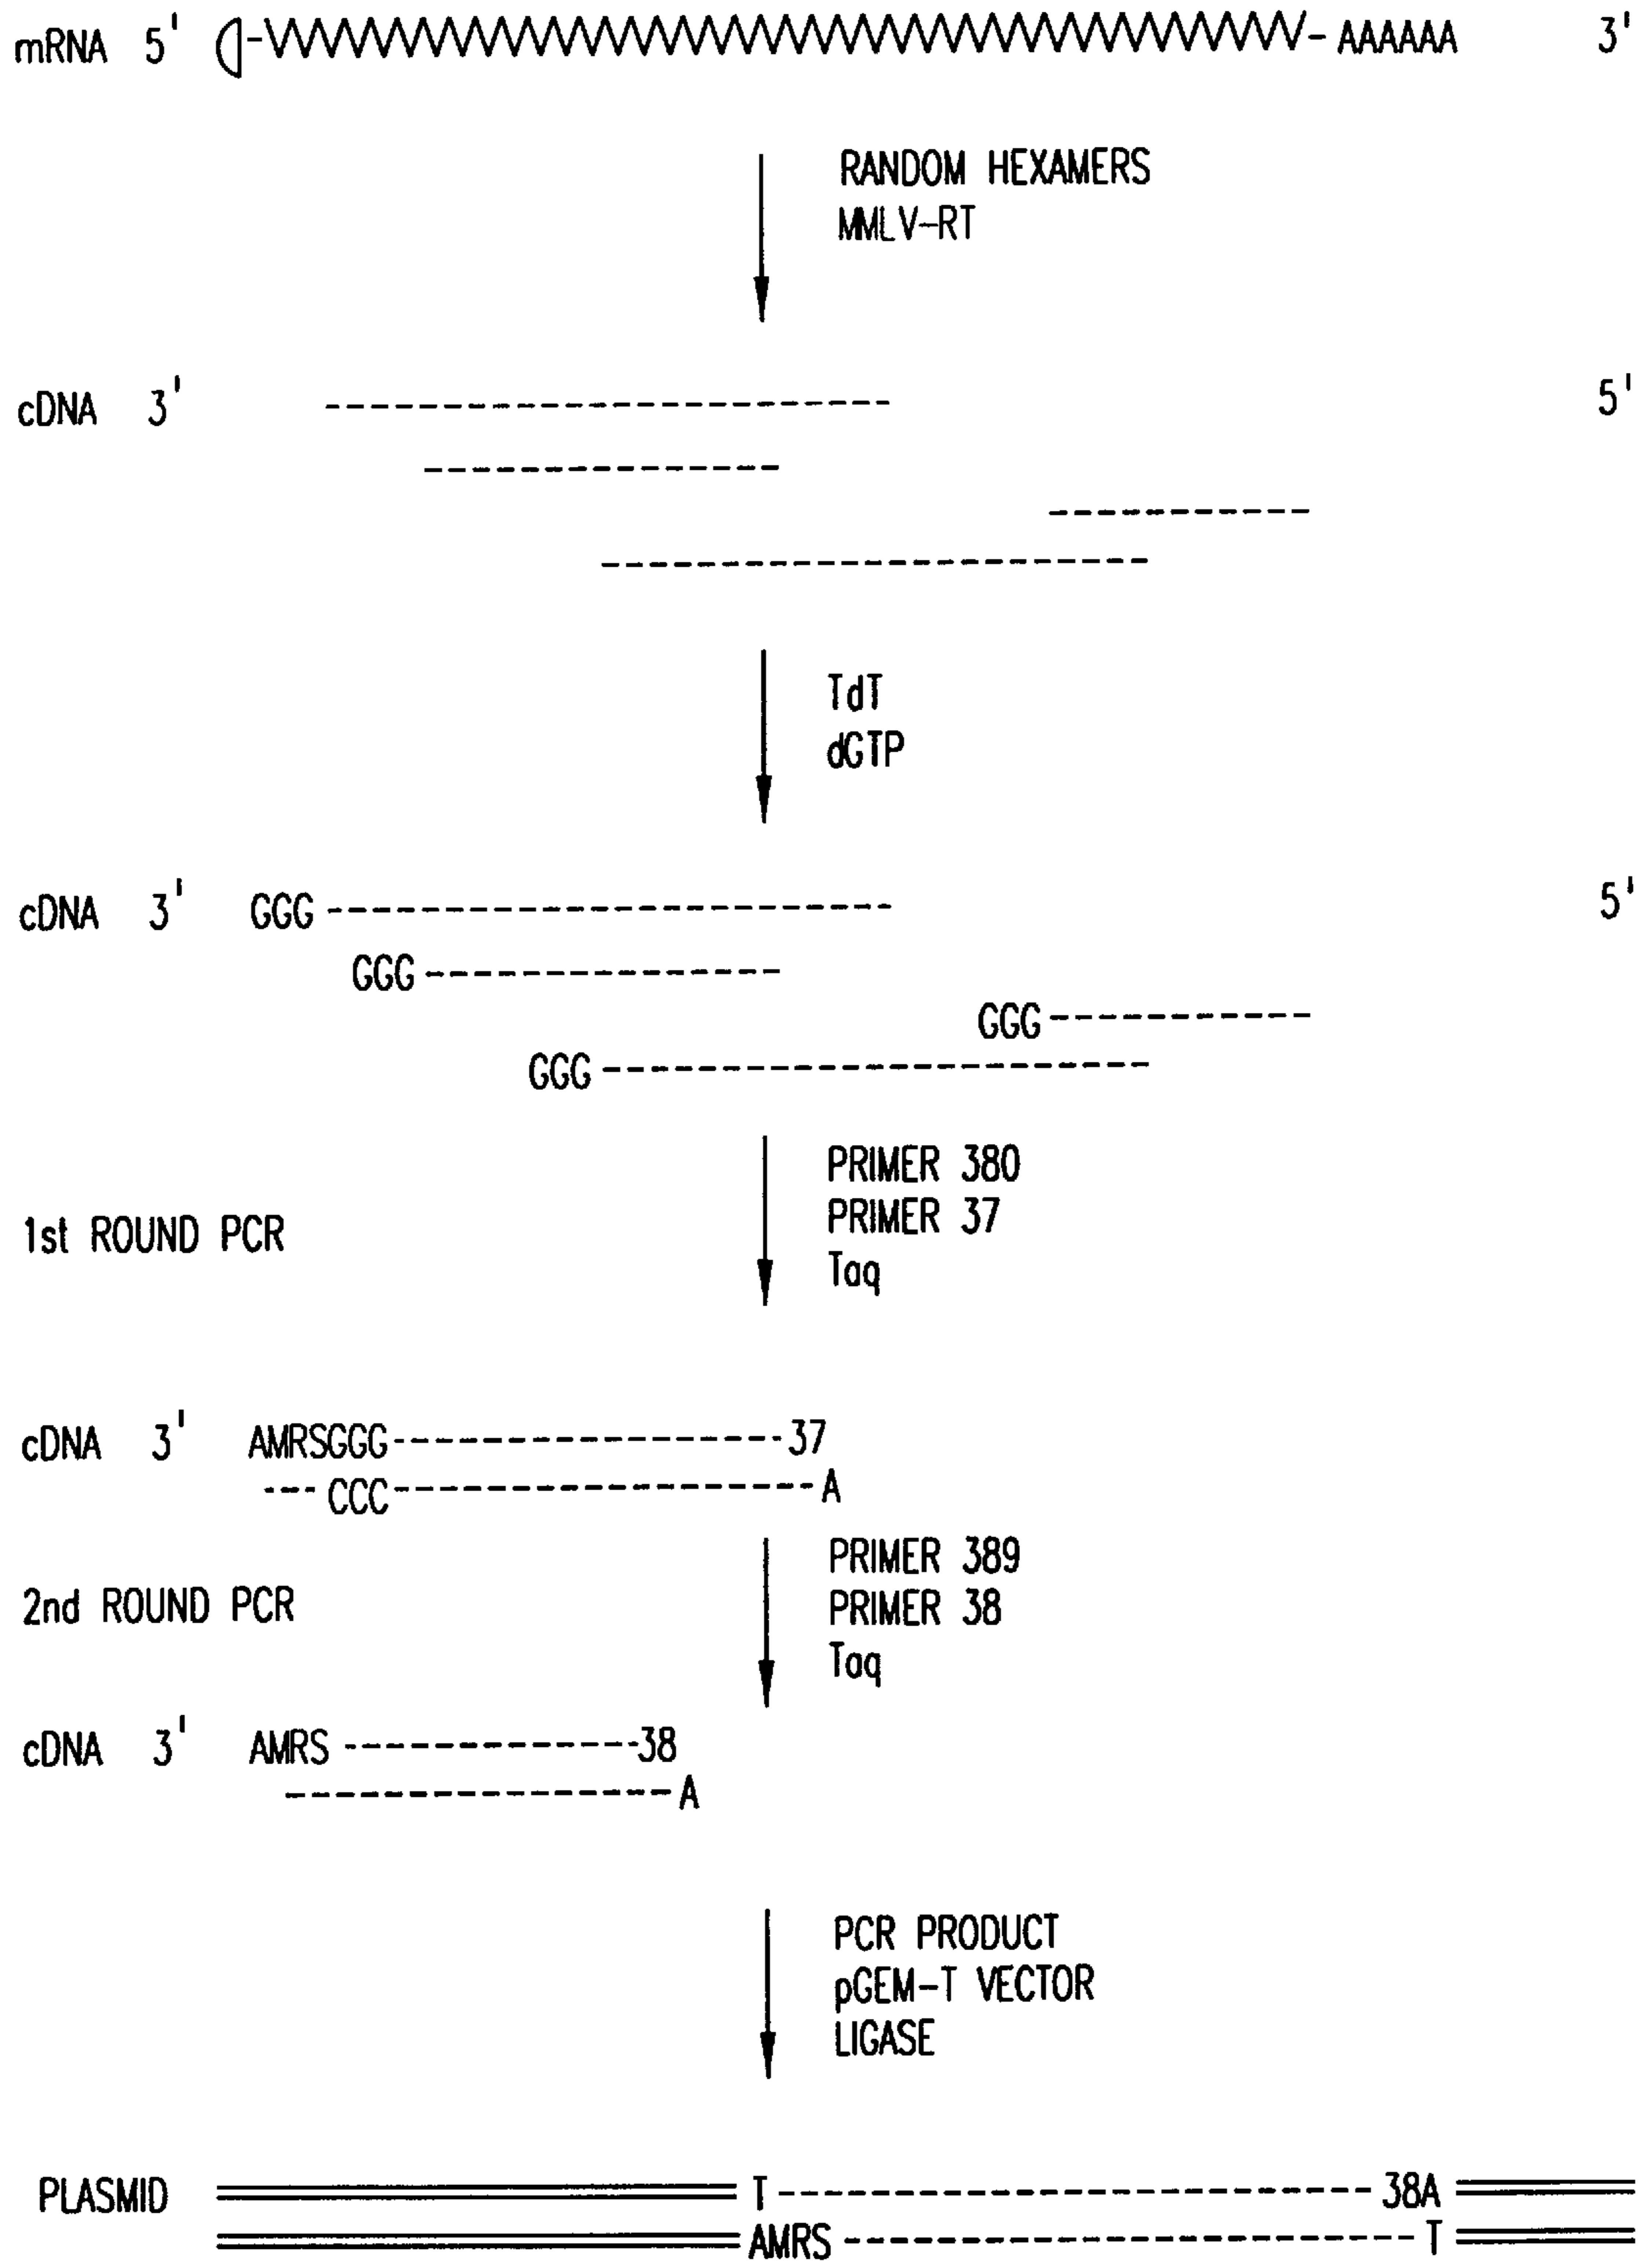 mRNA 5' AAAAAA 3'
RANDOM HEXAMERS
MMLV-RT
cDNA 3' 5'
TdT
dGTP
cDNA 3' GGG 5'
GGG
GGG
GGG
PRIMER 380
PRIMER 37
1st ROUND PCR
Taq
cDNA 3' AMRSGGG 37
CCC A
PRIMER 389
2nd ROUND PCR PRIMER 38
Taq
cDNA 3' AMRS 38
A
PCR PRODUCT
pGEM-T VECTOR
LIGASE
PLASMID T 38A
AMRS T